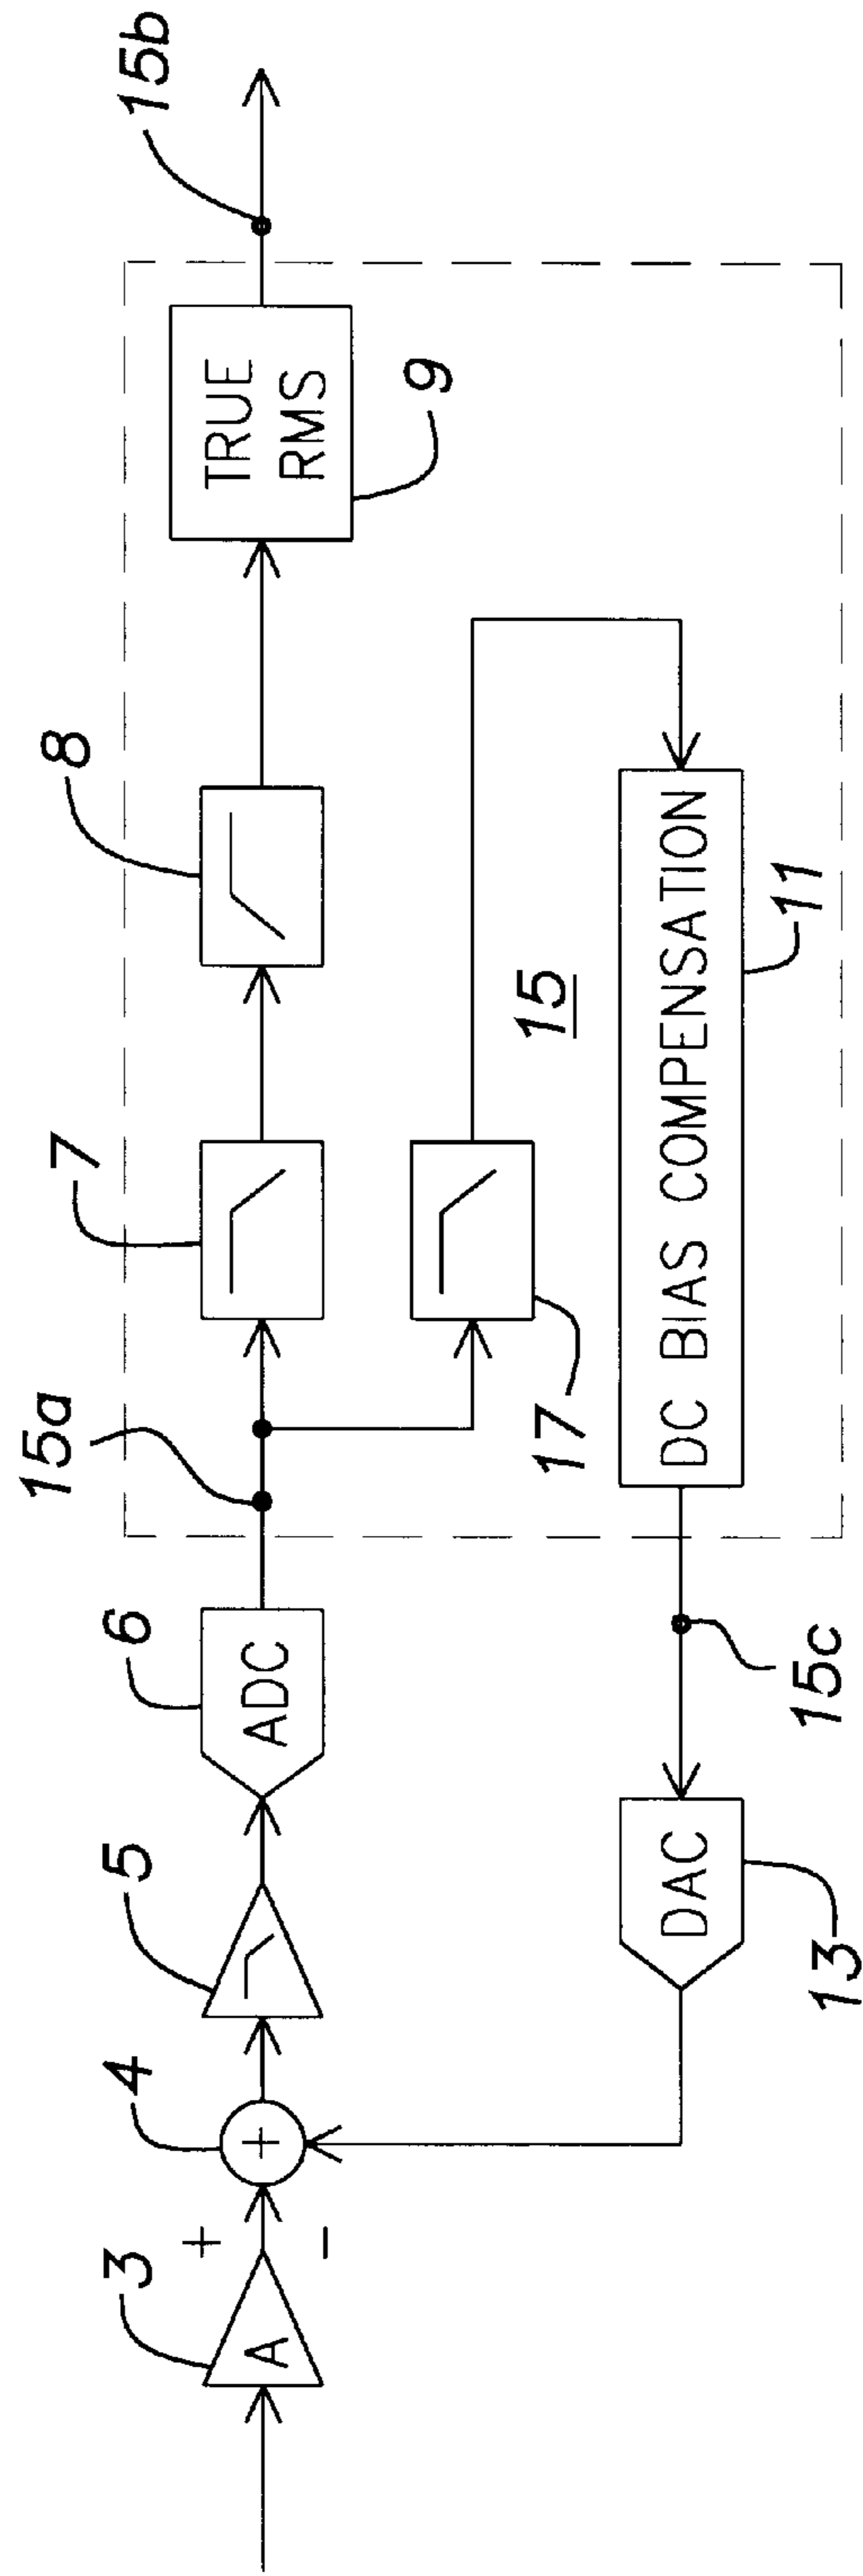 3
A
+
−
4
+
5
6
ADC
15a
7
8
TRUE
RMS
9
15b
17
15
DC BIAS COMPENSATION
11
15c
DAC
13